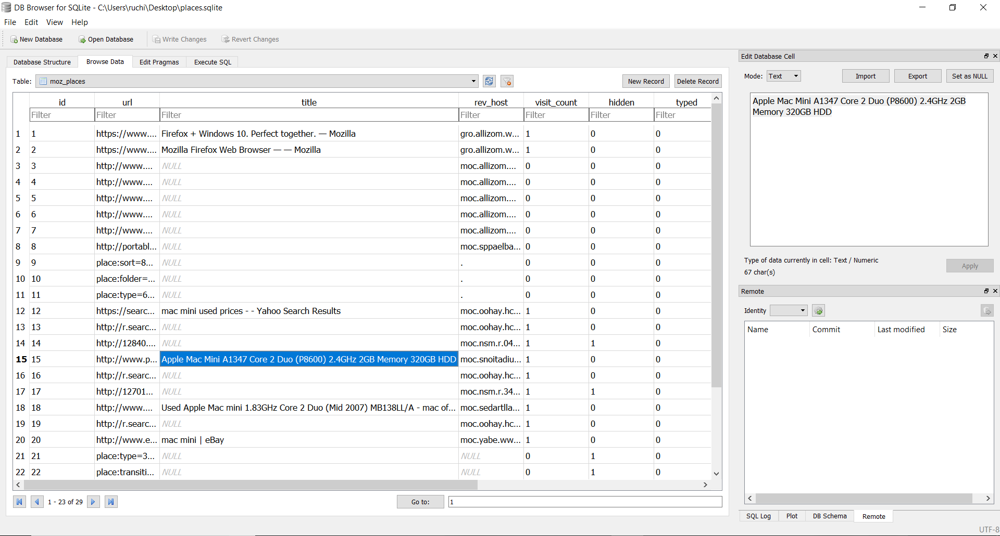 DB Browser for SQLite - C:\Users\ruchi\Desktop\places.sqlite
File Edit View Help
New Database Open Database Write Changes Revert Changes
Database Structure Browse Data Edit Pragmas Execute SQL
Table: moz_places New Record Delete Record
id url title rev_host visit_count hidden typed
Filter Filter Filter Filter Filter Filter Filter
1 1 https://www.... Firefox + Windows 10. Perfect together. — Mozilla gro.allizom.w... 1 0 0
2 2 https://www.... Mozilla Firefox Web Browser — — Mozilla gro.allizom.w... 1 0 0
3 3 http://www.... NULL moc.allizom.... 0 0 0
4 4 http://www.... NULL moc.allizom.... 0 0 0
5 5 http://www.... NULL moc.allizom.... 0 0 0
6 6 http://www.... NULL moc.allizom.... 0 0 0
7 7 http://www.... NULL moc.allizom.... 0 0 0
8 8 http://portabl... NULL moc.sppaelba... 0 0 0
9 9 place:sort=8... NULL . 0 0 0
10 10 place:folder=... NULL . 0 0 0
11 11 place:type=6... NULL . 0 0 0
12 12 https://searc... mac mini used prices - - Yahoo Search Results moc.oohay.hc... 1 0 0
13 13 http://r.searc... NULL moc.oohay.hc... 1 0 0
14 14 http://12840.... NULL moc.nsm.r.04... 1 1 0
15 15 http://www.p... Apple Mac Mini A1347 Core 2 Duo (P8600) 2.4GHz 2GB Memory 320GB HDD moc.snoitadiu... 1 0 0
16 16 http://r.searc... NULL moc.oohay.hc... 1 0 0
17 17 http://12701... NULL moc.nsm.r.34... 1 1 0
18 18 http://www.... Used Apple Mac mini 1.83GHz Core 2 Duo (Mid 2007) MB138LL/A - mac of... moc.sedartlla... 1 0 0
19 19 http://r.searc... NULL moc.oohay.hc... 1 0 0
20 20 http://www.e... mac mini | eBay moc.yabe.ww... 1 0 0
21 21 place:type=3... NULL NULL 0 1 0
22 22 place:transiti... NULL NULL 0 1 0
1 - 23 of 29 Go to: 1
Edit Database Cell
Mode: Text Import Export Set as NULL
Apple Mac Mini A1347 Core 2 Duo (P8600) 2.4GHz 2GB
Memory 320GB HDD
Type of data currently in cell: Text / Numeric
67 char(s)
Apply
Remote
Identity
Name Commit Last modified Size
SQL Log Plot DB Schema Remote
UTF-8